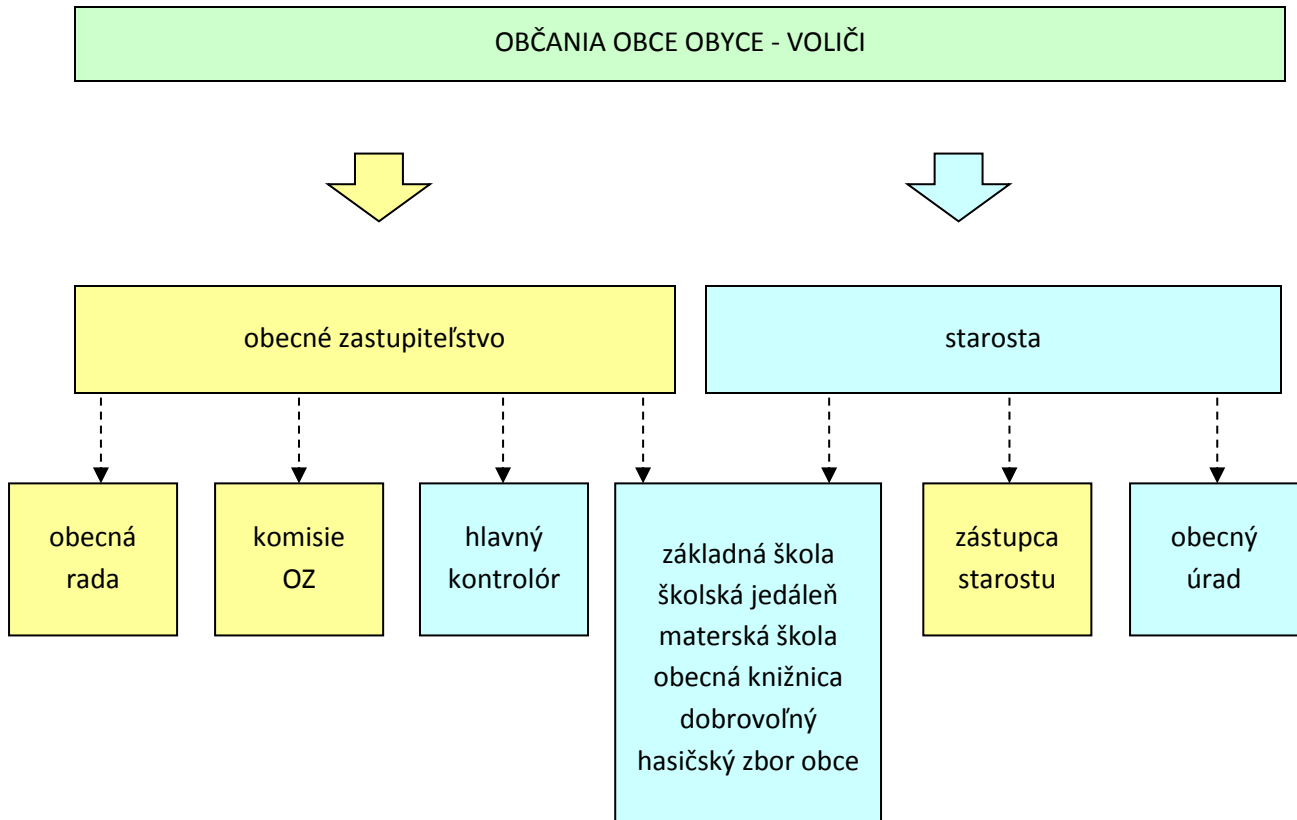 OBČANIA OBCE OBYCE - VOLIČI
obecné zastupiteľstvo
starosta
obecná
rada
komisie
OZ
hlavný
kontrolór
základná škola
školská jedáleň
materská škola
obecná knižnica
dobrovoľný
hasičský zbor obce
zástupca
starostu
obecný
úrad